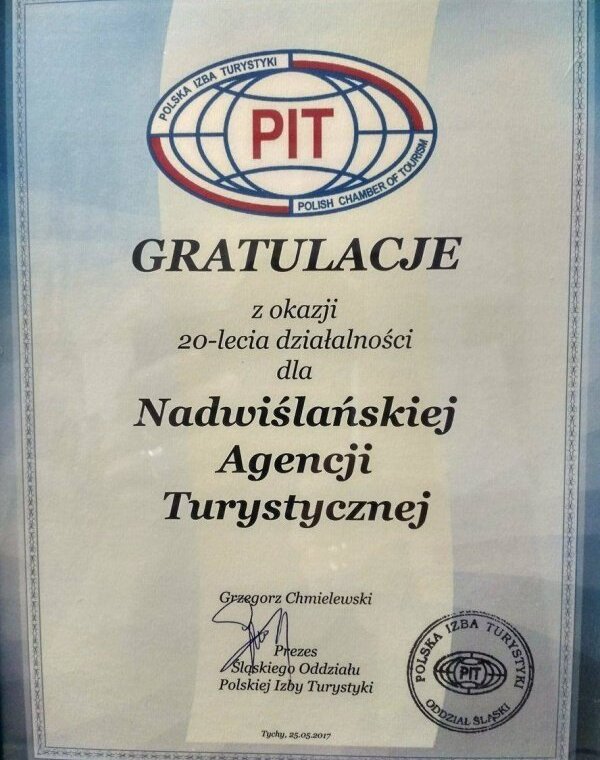 POLSKA IZBA TURYSTYKI
PIT
POLISH CHAMBER OF TOURISM
GRATULACJE
z okazji
20-lecia działalności
dla
Nadwiślańskiej
Agencji
Turystycznej
Grzegorz Chmielewski
Prezes
Śląskiego Oddziału
Polskiej Izby Turystyki
POLSKA IZBA TURYSTYKI
PIT
ODDZIAŁ ŚLĄSKI
Tychy, 25.05.2017